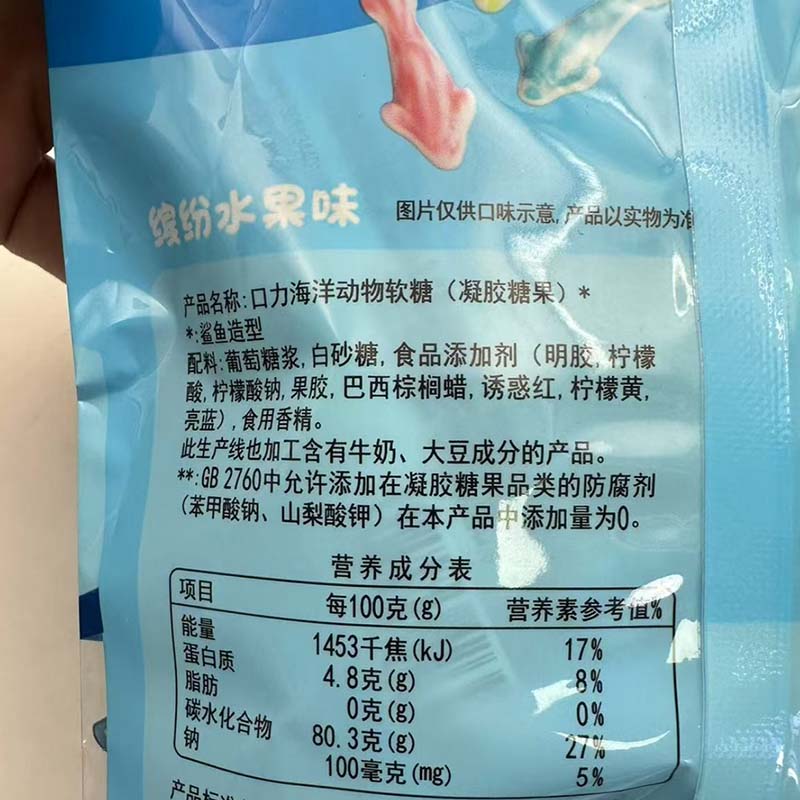 缤纷水果味
图片仅供口味示意,产品以实物为准
产品名称:口力海洋动物软糖(凝胶糖果)*
*:鲨鱼造型
配料:葡萄糖浆,白砂糖,食品添加剂(明胶,柠檬
酸,柠檬酸钠,果胶,巴西棕榈蜡,诱惑红,柠檬黄,
亮蓝),食用香精。
此生产线也加工含有牛奶、大豆成分的产品。
**:GB 2760中允许添加在凝胶糖果品类的防腐剂
(苯甲酸钠、山梨酸钾)在本产品中添加量为0。
营养成分表
项目 每100克(g) 营养素参考值%
能量 1453千焦(kJ) 17%
蛋白质 4.8克(g) 8%
脂肪 0克(g) 0%
碳水化合物 80.3克(g) 27%
钠 100毫克(mg) 5%
产品标准